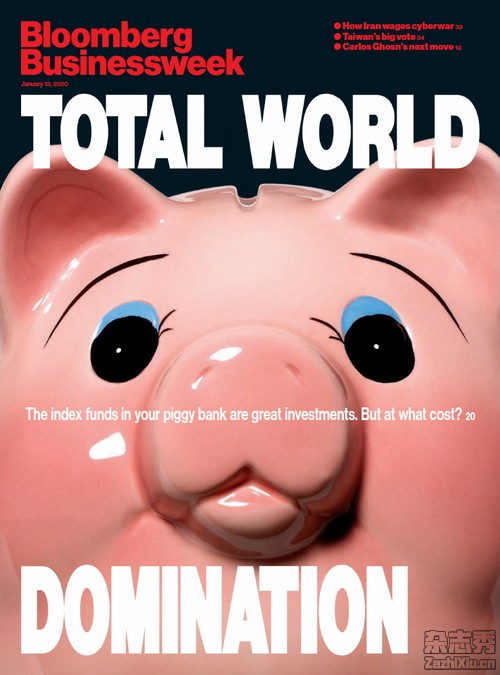 Bloomberg
Businessweek
January 13, 2020
● How Iran wages cyberwar 33
● Taiwan's big vote 34
● Carlos Ghosn's next move 10
TOTAL WORLD
The index funds in your piggy bank are great investments. But at what cost? 20
DOMINATION
杂志秀
ZazhiXiu.cn